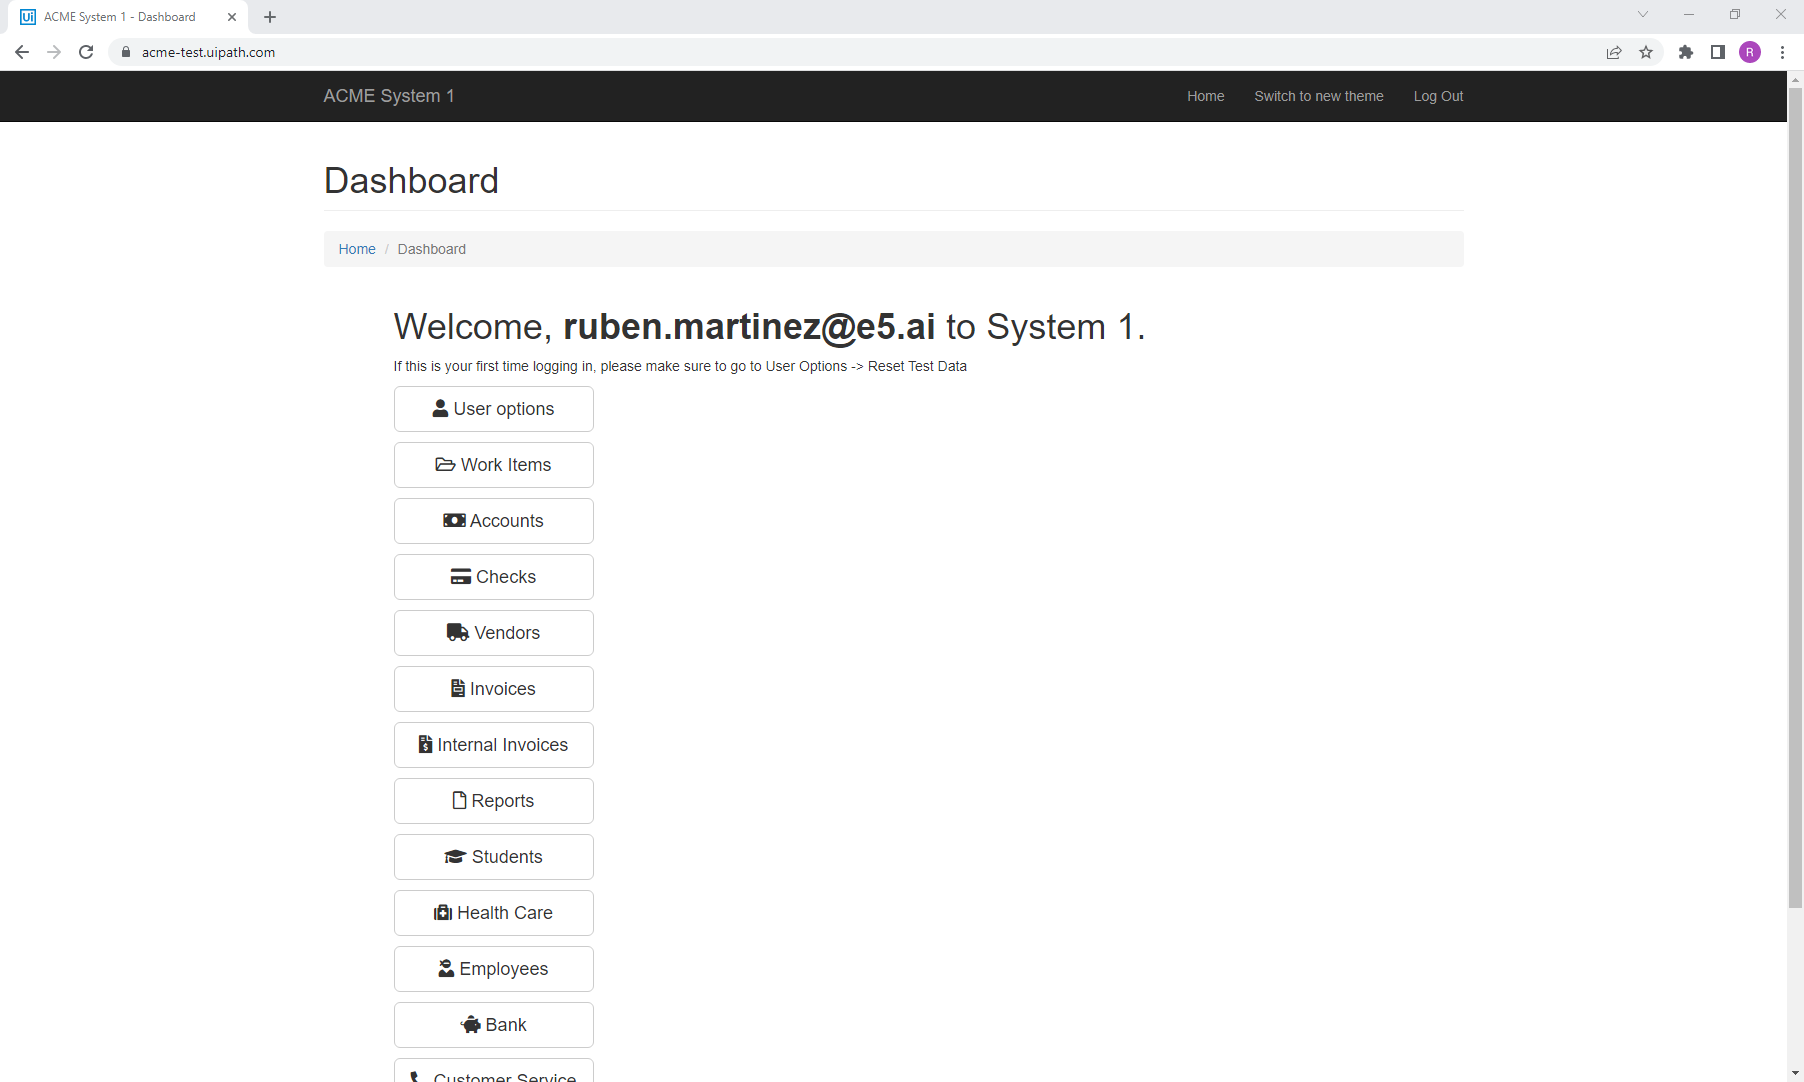 Ui ACME System 1 - Dashboard
acme-test.uipath.com
R
ACME System 1
Home
Switch to new theme
Log Out
Dashboard
Home / Dashboard
Welcome, ruben.martinez@e5.ai to System 1.
If this is your first time logging in, please make sure to go to User Options -> Reset Test Data
User options
Work Items
Accounts
Checks
Vendors
Invoices
Internal Invoices
Reports
Students
Health Care
Employees
Bank
Customer Service